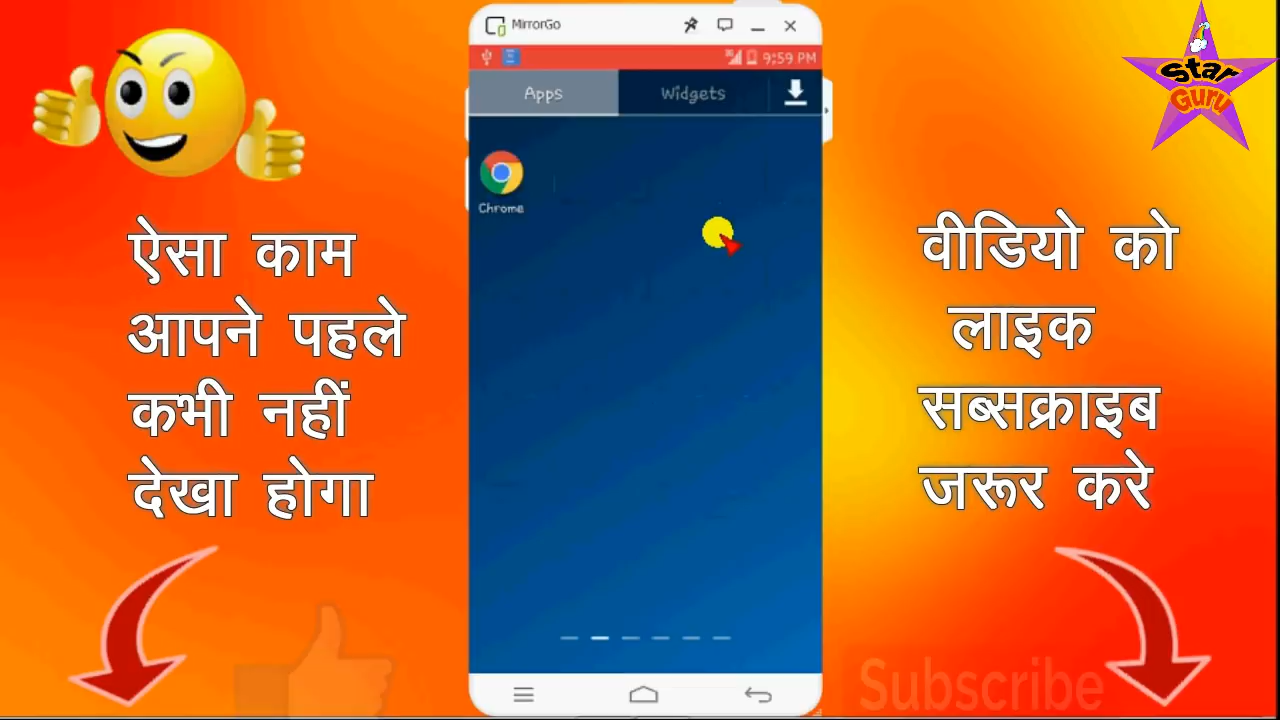 MirrorGo
9:59 PM
Apps
Widgets
Chrome
Star
Guru
ऐसा काम
आपने पहले
कभी नहीं
देखा होगा
वीडियो को
लाइक
सब्सक्राइब
जरूर करे
Subscribe